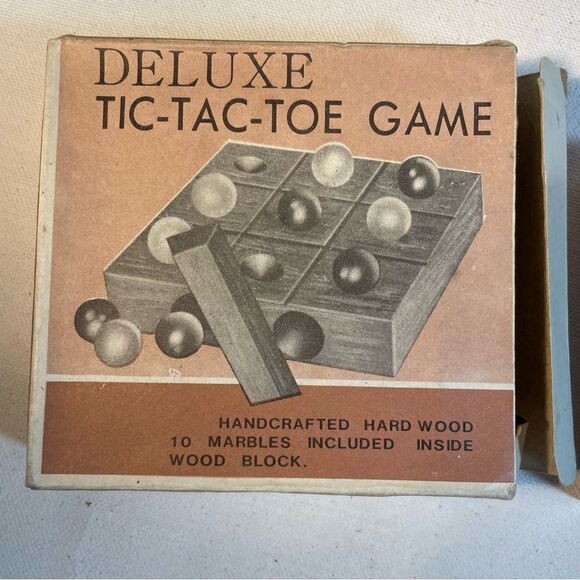 DELUXE
TIC-TAC-TOE GAME
HANDCRAFTED HARD WOOD
10 MARBLES INCLUDED INSIDE
WOOD BLOCK.